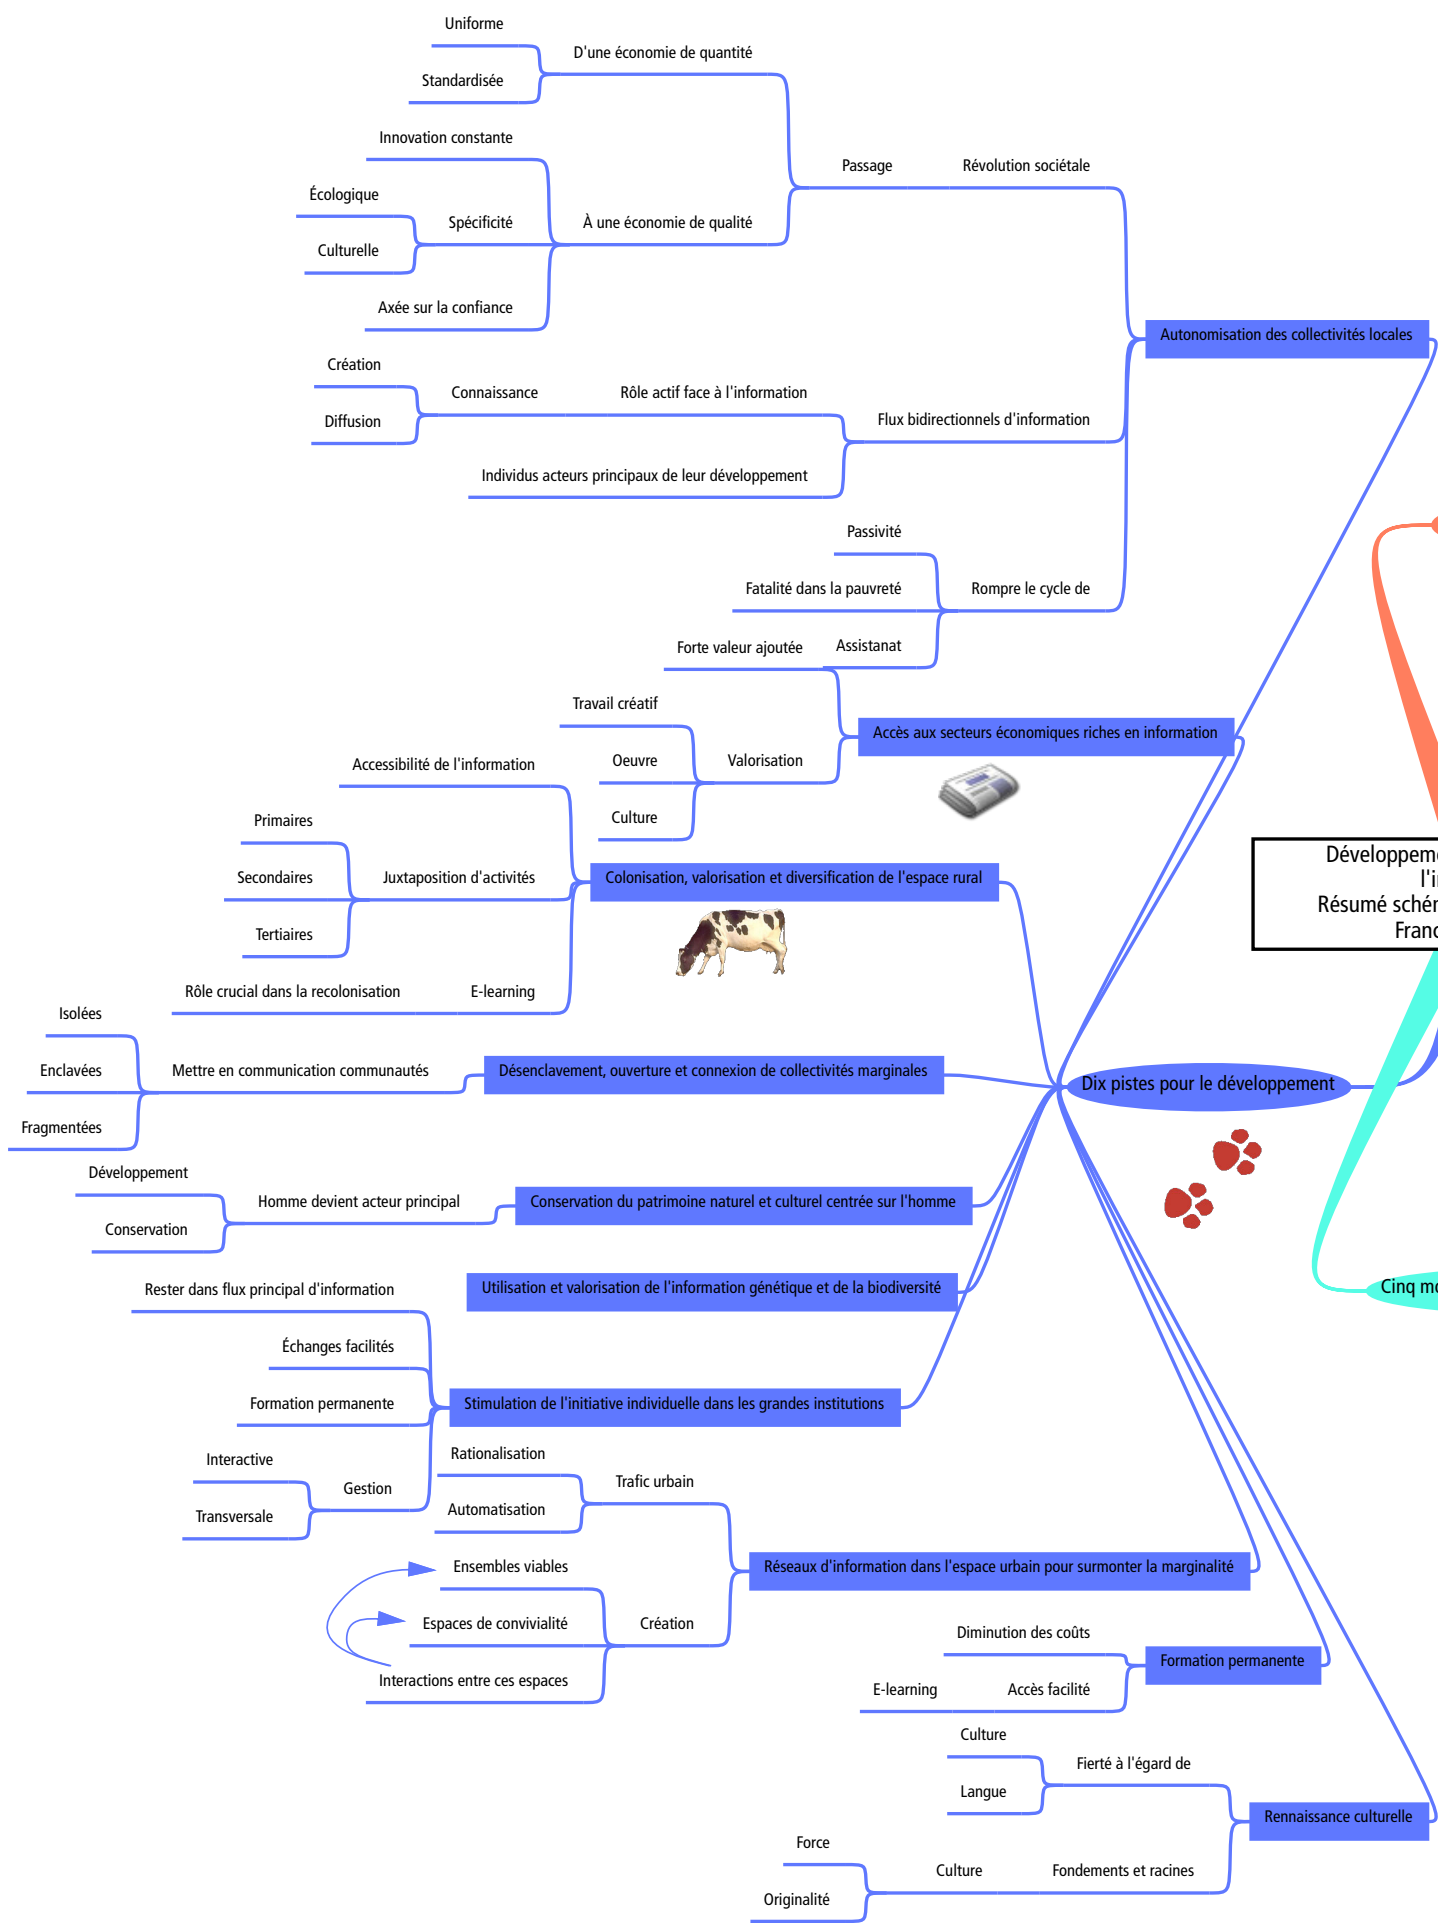 Uniforme
D'une économie de quantité
Standardisée
Innovation constante
Passage
Révolution sociétale
Écologique
Spécificité
À une économie de qualité
Culturelle
Axée sur la confiance
Autonomisation des collectivités locales
Création
Connaissance
Rôle actif face à l'information
Diffusion
Flux bidirectionnels d'information
Individus acteurs principaux de leur développement
Passivité
Fatalité dans la pauvreté
Rompre le cycle de
Assistanat
Forte valeur ajoutée
Travail créatif
Accès aux secteurs économiques riches en information
Oeuvre
Valorisation
Culture
Accessibilité de l'information
Primaires
Secondaires
Juxtaposition d'activités
Colonisation, valorisation et diversification de l'espace rural
Tertiaires
Rôle crucial dans la recolonisation
E-learning
Développeme
l'i
Résumé schér
Franc
Isolées
Enclavées
Mettre en communication communautés
Désenclavement, ouverture et connexion de collectivités marginales
Fragmentées
Dix pistes pour le développement
Développement
Homme devient acteur principal
Conservation du patrimoine naturel et culturel centrée sur l'homme
Conservation
Utilisation et valorisation de l'information génétique et de la biodiversité
Cinq mo
Rester dans flux principal d'information
Échanges facilités
Formation permanente
Stimulation de l'initiative individuelle dans les grandes institutions
Interactive
Gestion
Transversale
Rationalisation
Trafic urbain
Automatisation
Réseaux d'information dans l'espace urbain pour surmonter la marginalité
Ensembles viables
Espaces de convivialité
Création
Interactions entre ces espaces
Diminution des coûts
Formation permanente
E-learning
Accès facilité
Culture
Fierté à l'égard de
Langue
Rennaissance culturelle
Force
Culture
Fondements et racines
Originalité